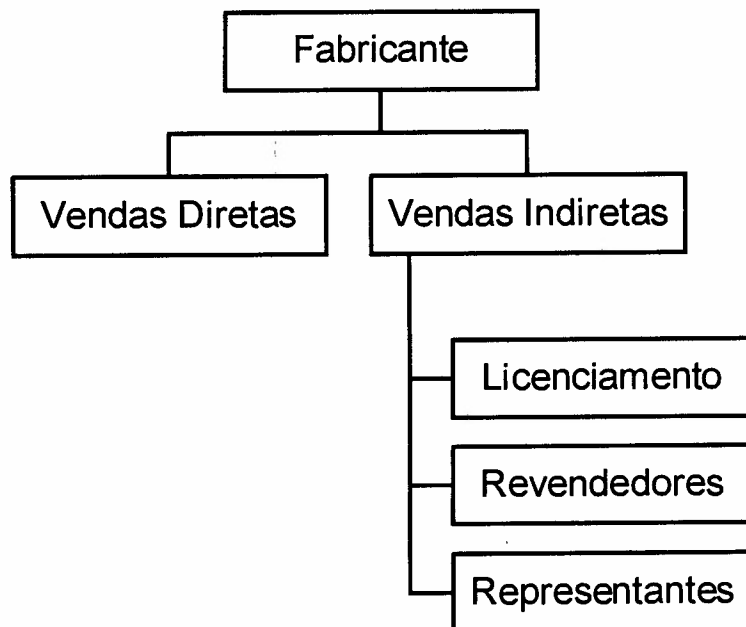 Fabricante
Vendas Diretas
Vendas Indiretas
Licenciamento
Revendedores
Representantes